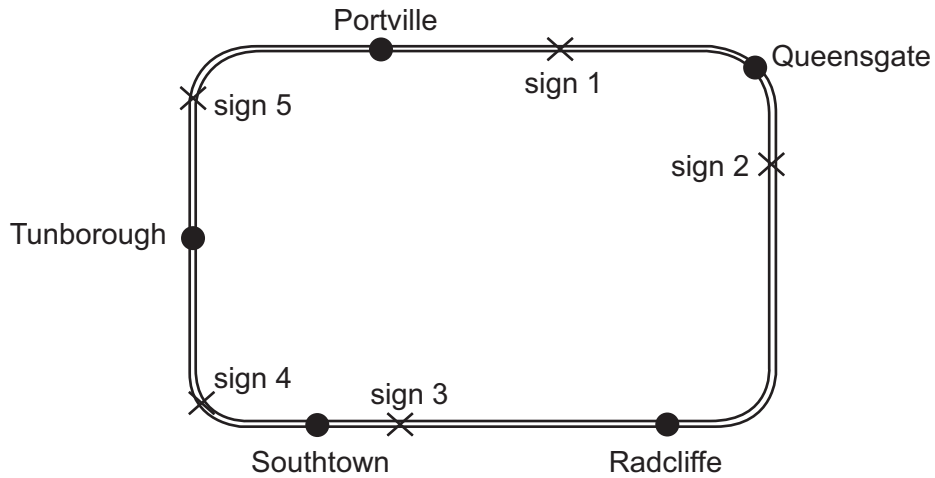 Portville
Queensgate
sign 1
sign 5
sign 2
Tunborough
sign 4
sign 3
Southtown
Radcliffe